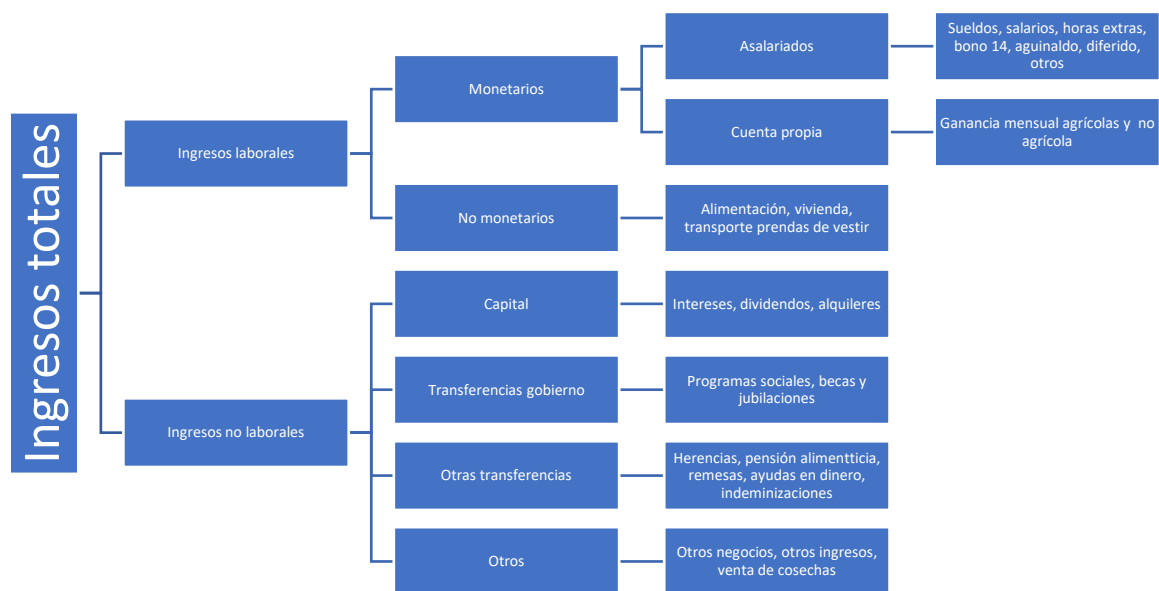 Ingresos totales
Ingresos laborales
Monetarios
Asalariados
Sueldos, salarios, horas extras,
bono 14, aguinaldo, diferido,
otros
Cuenta propia
Ganancia mensual agrícolas y no
agrícola
No monetarios
Alimentación, vivienda,
transporte prendas de vestir
Ingresos no laborales
Capital
Intereses, dividendos, alquileres
Transferencias gobierno
Programas sociales, becas y
jubilaciones
Otras transferencias
Herencias, pensión alimentticia,
remesas, ayudas en dinero,
indeminizaciones
Otros
Otros negocios, otros ingresos,
venta de cosechas